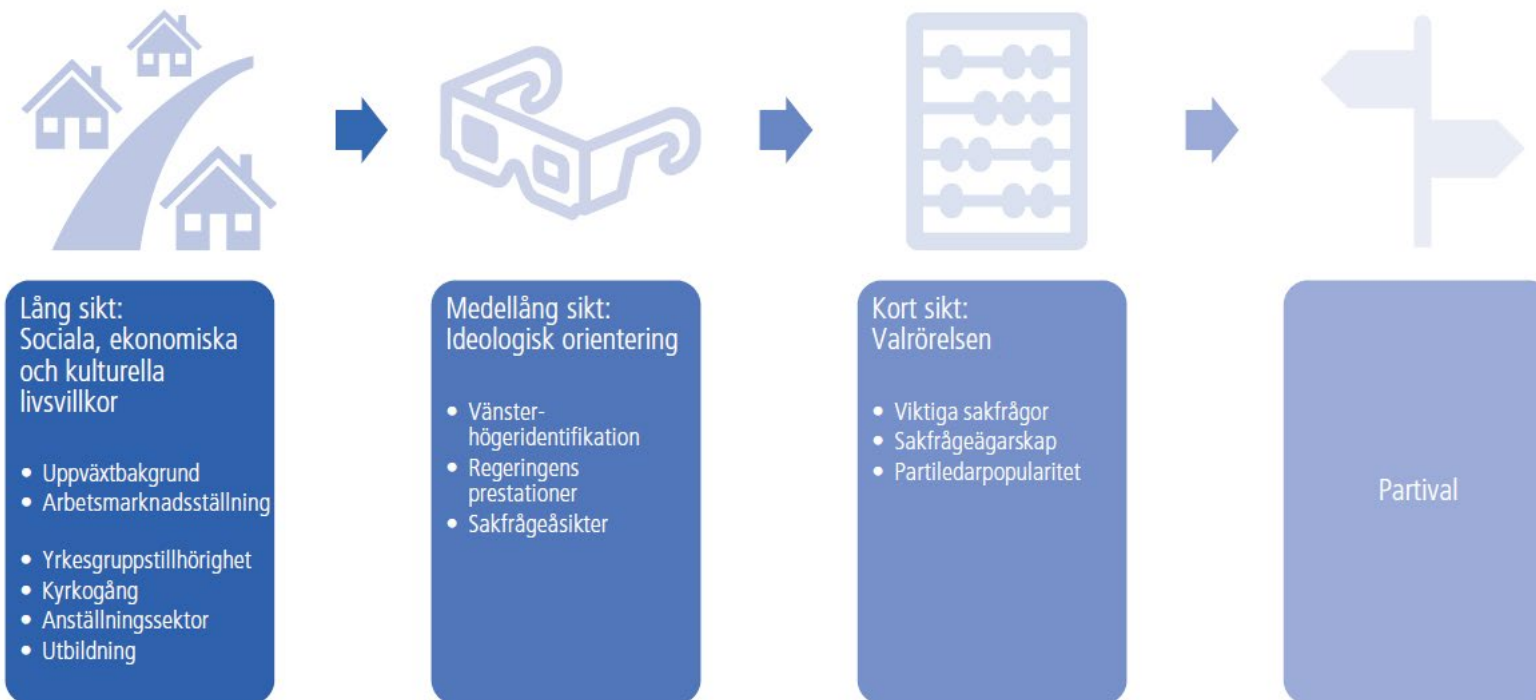 Lång sikt:
Sociala, ekonomiska
och kulturella
livsvillkor
• Uppväxtbakgrund
• Arbetsmarknadsställning
• Yrkesgruppstillhörighet
• Kyrkogång
• Anställningssektor
• Utbildning
Medellång sikt:
Ideologisk orientering
• Vänster-
högeridentifikation
• Regeringens
prestationer
• Sakfrågeåsikter
Kort sikt:
Valrörelsen
• Viktiga sakfrågor
• Sakfrågeägarskap
• Partiledarpopularitet
Partival